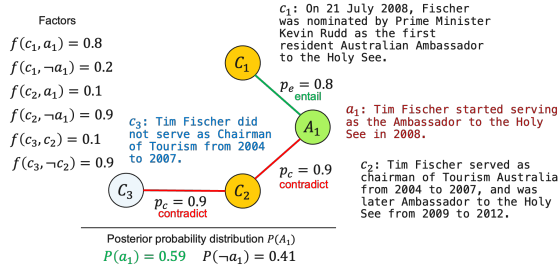 Factors
f(c₁, a₁) = 0.8
f(c₁, ¬a₁) = 0.2
f(c₂, a₁) = 0.1
f(c₂, ¬a₁) = 0.9
f(c₃, c₂) = 0.1
f(c₃, ¬c₂) = 0.9
c₁: On 21 July 2008, Fischer
was nominated by Prime Minister
Kevin Rudd as the first
resident Australian Ambassador
to the Holy See.
C₁
pₑ = 0.8
entail
A₁
a₁: Tim Fischer started serving
as the Ambassador to the Holy
See in 2008.
c₃: Tim Fischer did
not serve as Chairman
of Tourism from 2004
to 2007.
p_c = 0.9
contradict
c₂: Tim Fischer served as
chairman of Tourism Australia
from 2004 to 2007, and was
later Ambassador to the Holy
See from 2009 to 2012.
C₃
C₂
p_c = 0.9
contradict
Posterior probability distribution P(A₁)
P(a₁) = 0.59 P(¬a₁) = 0.41